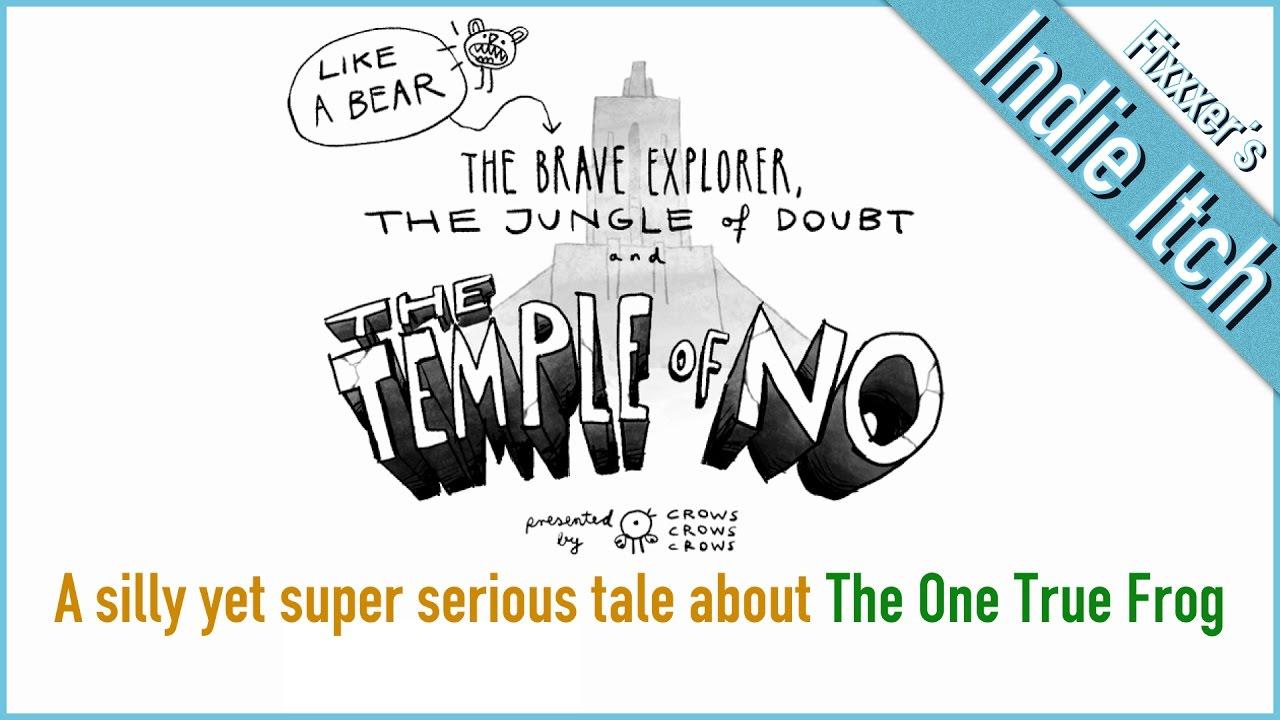 LIKE
A BEAR
THE BRAVE EXPLORER,
THE JUNGLE of DOUBT
and
THE
TEMPLE OF NO
presented
by
CROWS
CROWS
CROWS
A silly yet super serious tale about The One True Frog
Fixxxer's
Indie Itch